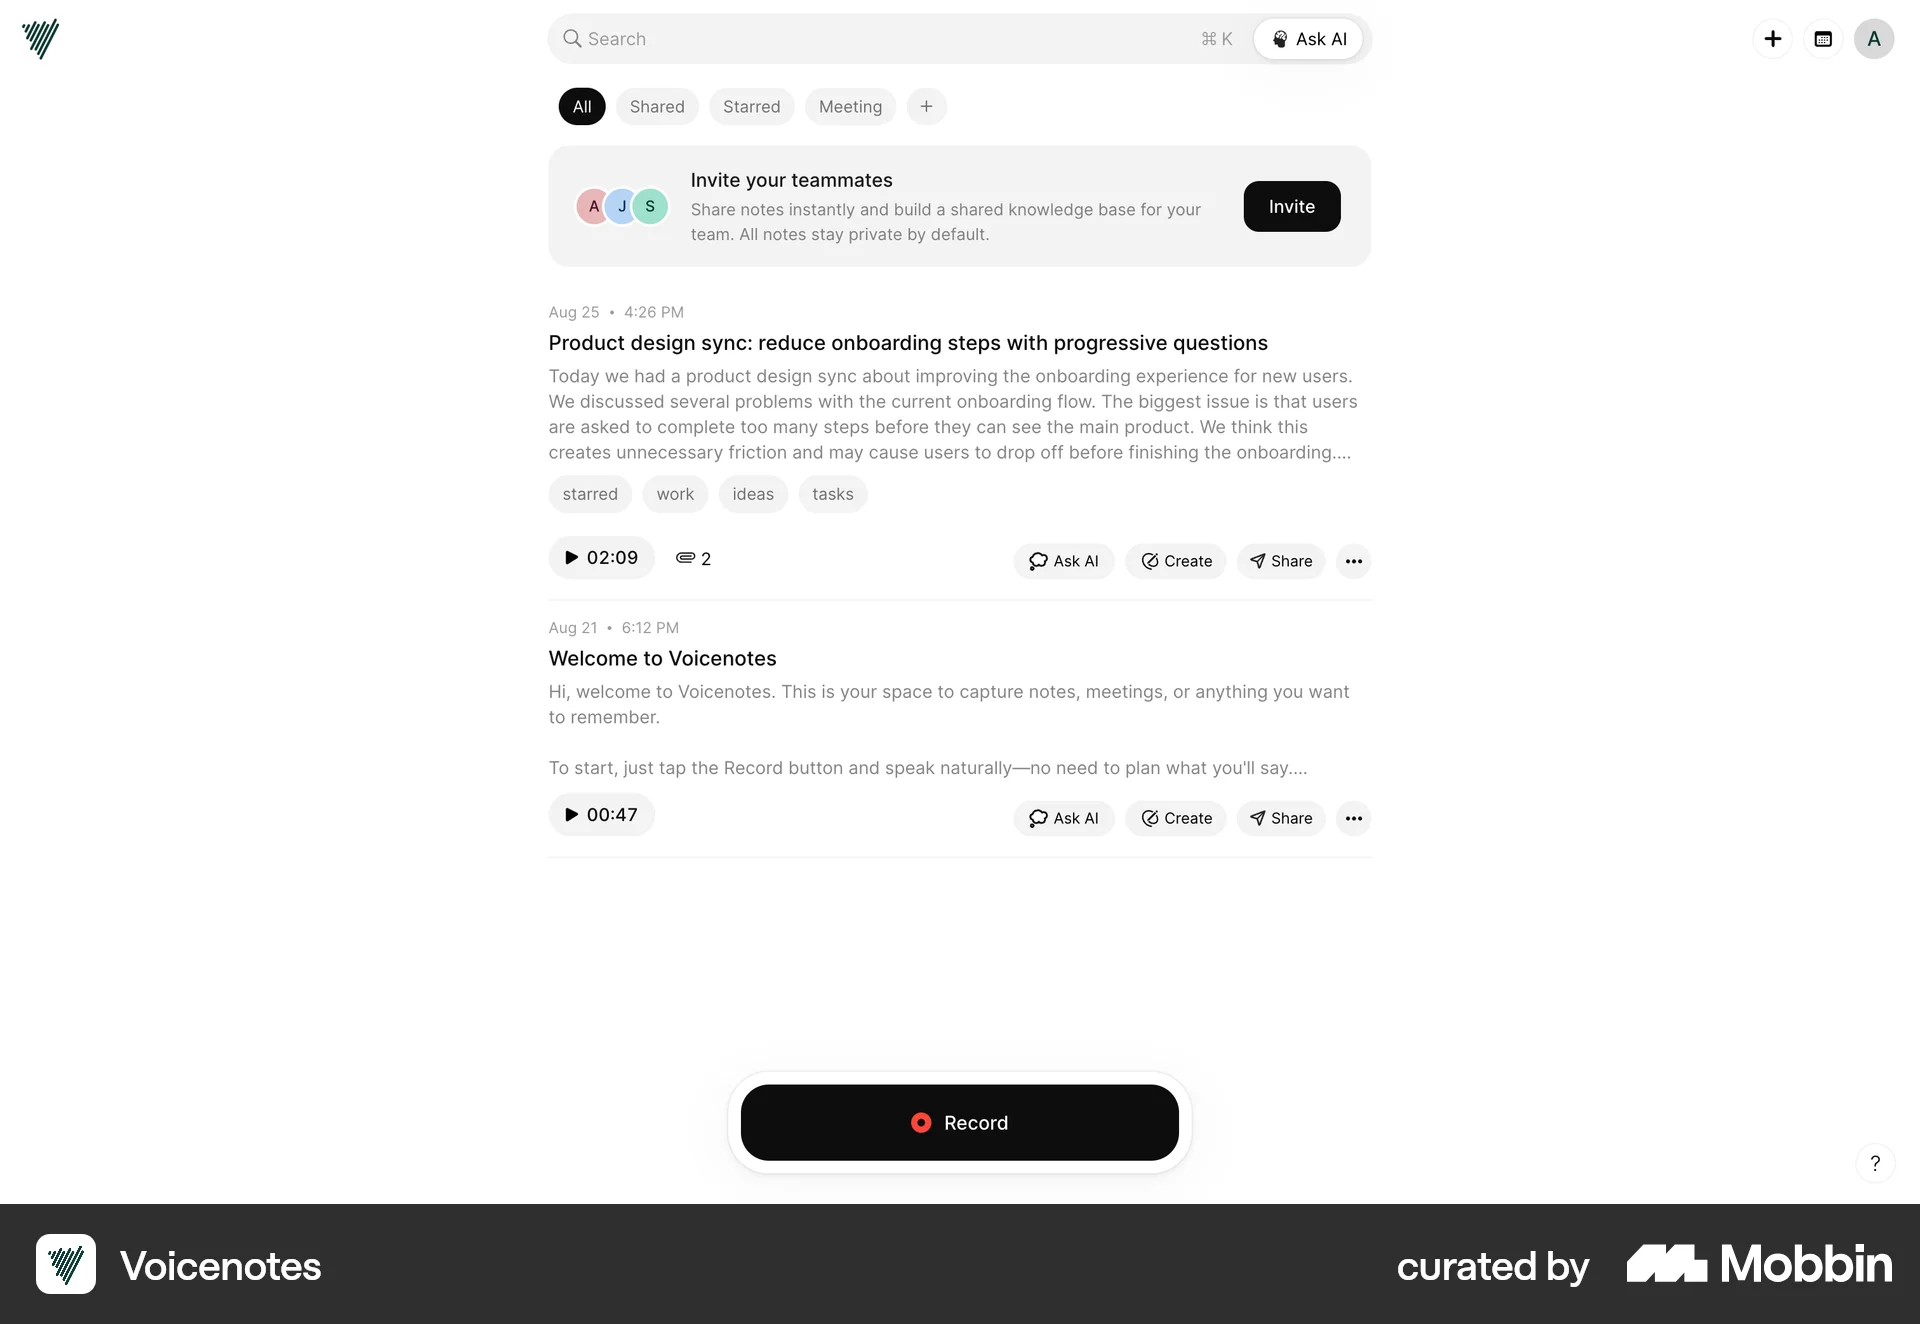 Search
⌘ K
Ask AI
A
All
Shared
Starred
Meeting
+
A J S
Invite your teammates
Share notes instantly and build a shared knowledge base for your
team. All notes stay private by default.
Invite
Aug 25 • 4:26 PM
Product design sync: reduce onboarding steps with progressive questions
Today we had a product design sync about improving the onboarding experience for new users.
We discussed several problems with the current onboarding flow. The biggest issue is that users
are asked to complete too many steps before they can see the main product. We think this
creates unnecessary friction and may cause users to drop off before finishing the onboarding....
starred
work
ideas
tasks
02:09
2
Ask AI
Create
Share
Aug 21 • 6:12 PM
Welcome to Voicenotes
Hi, welcome to Voicenotes. This is your space to capture notes, meetings, or anything you want
to remember.
To start, just tap the Record button and speak naturally—no need to plan what you'll say....
00:47
Ask AI
Create
Share
Record
?
Voicenotes
curated by
Mobbin